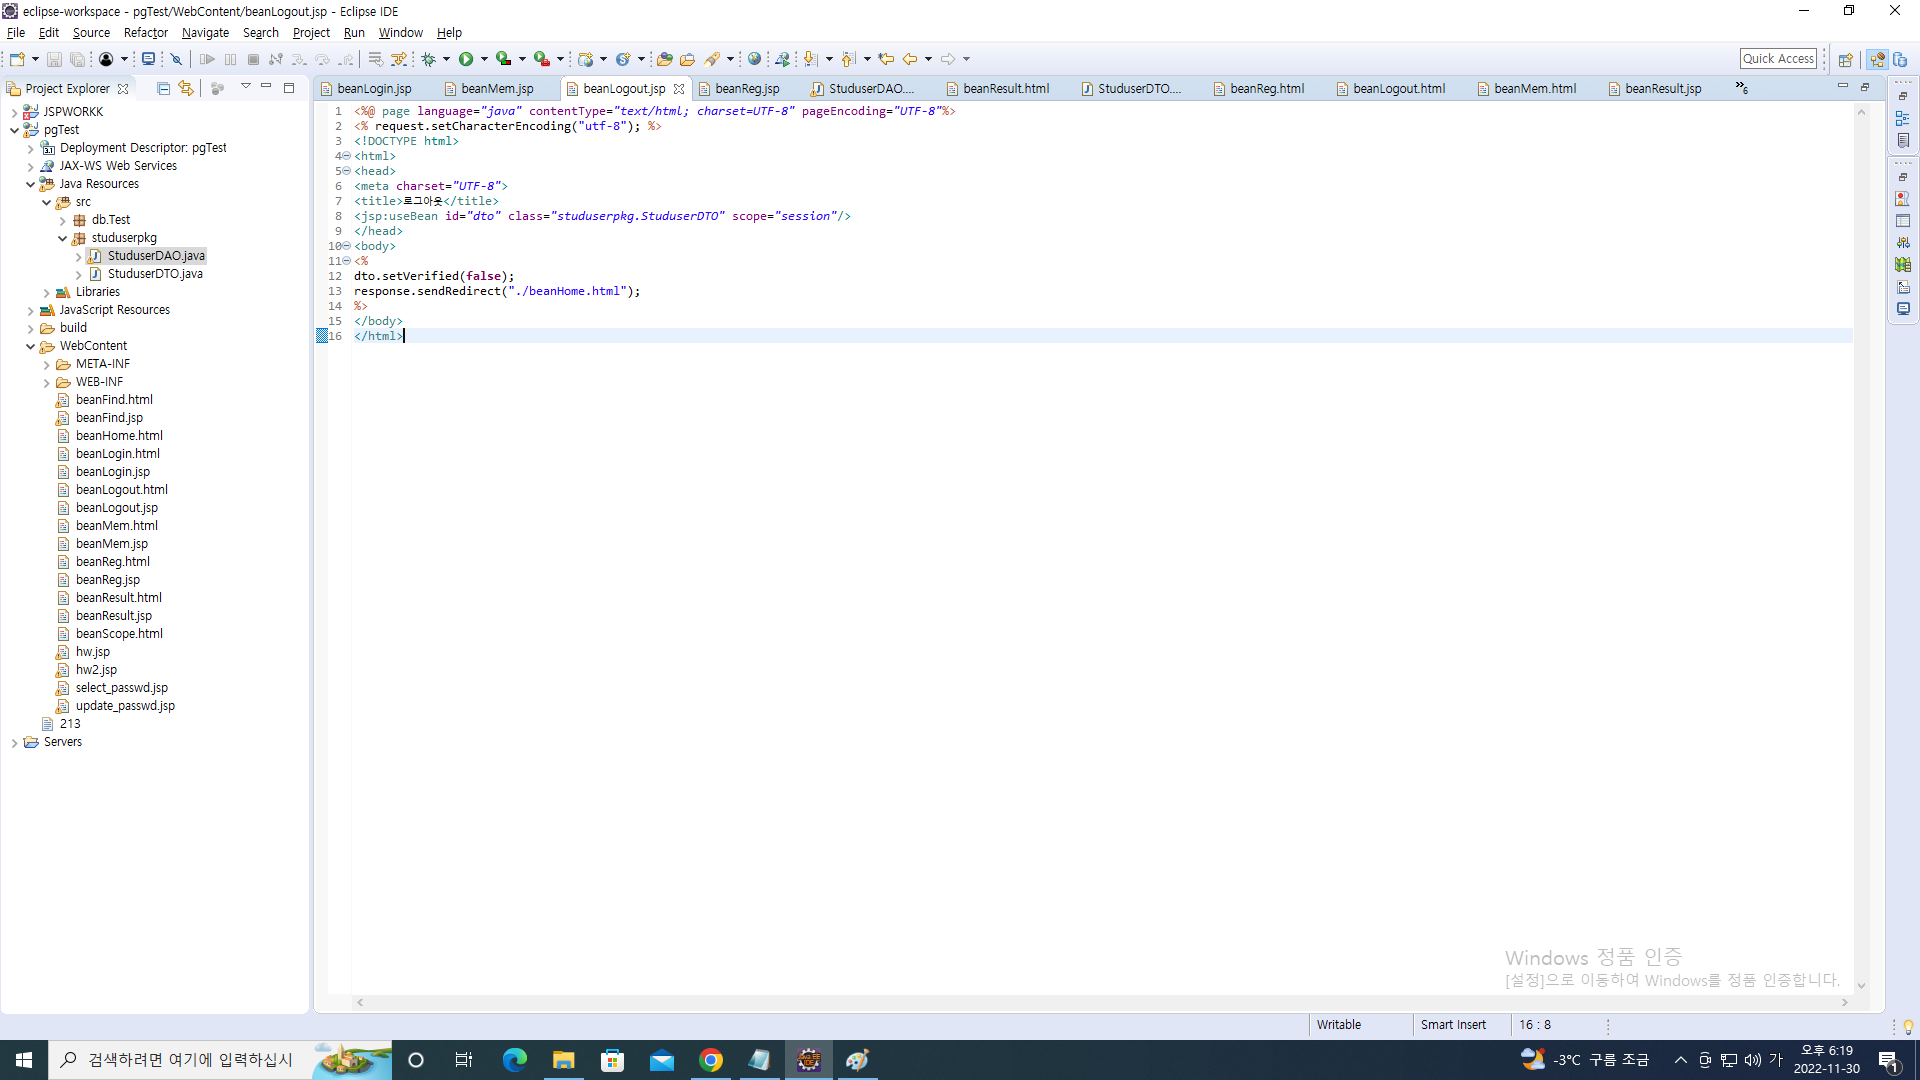 eclipse-workspace - pgTest/WebContent/beanLogout.jsp - Eclipse IDE
File Edit Source Refactor Navigate Search Project Run Window Help
Quick Access
Project Explorer
beanLogin.jsp beanMem.jsp beanLogout.jsp beanReg.jsp StuduserDAO.... beanResult.html StuduserDTO.... beanReg.html beanLogout.html beanMem.html beanResult.jsp »6
JSPWORKK
pgTest
Deployment Descriptor: pgTest
JAX-WS Web Services
Java Resources
src
db.Test
studuserpkg
StuduserDAO.java
StuduserDTO.java
Libraries
JavaScript Resources
build
WebContent
META-INF
WEB-INF
beanFind.html
beanFind.jsp
beanHome.html
beanLogin.html
beanLogin.jsp
beanLogout.html
beanLogout.jsp
beanMem.html
beanMem.jsp
beanReg.html
beanReg.jsp
beanResult.html
beanResult.jsp
beanScope.html
hw.jsp
hw2.jsp
select_passwd.jsp
update_passwd.jsp
213
Servers
1 <%@ page language="java" contentType="text/html; charset=UTF-8" pageEncoding="UTF-8"%>
2 <% request.setCharacterEncoding("utf-8"); %>
3 <!DOCTYPE html>
4 <html>
5 <head>
6 <meta charset="UTF-8">
7 <title>로그아웃</title>
8 <jsp:useBean id="dto" class="studuserpkg.StuduserDTO" scope="session"/>
9 </head>
10 <body>
11 <%
12 dto.setVerified(false);
13 response.sendRedirect("./beanHome.html");
14 %>
15 </body>
16 </html>
Windows 정품 인증
[설정]으로 이동하여 Windows를 정품 인증합니다.
Writable Smart Insert 16 : 8
검색하려면 여기에 입력하십시
-3°C 구름 조금 가 오후 6:19
2022-11-30
1